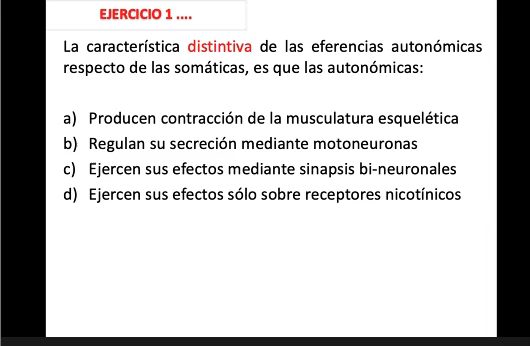 EJERCICIO 1 ....
La característica distintiva de las eferencias autonómicas
respecto de las somáticas, es que las autonómicas:
a) Producen contracción de la musculatura esquelética
b) Regulan su secreción mediante motoneuronas
c) Ejercen sus efectos mediante sinapsis bi-neuronales
d) Ejercen sus efectos sólo sobre receptores nicotínicos